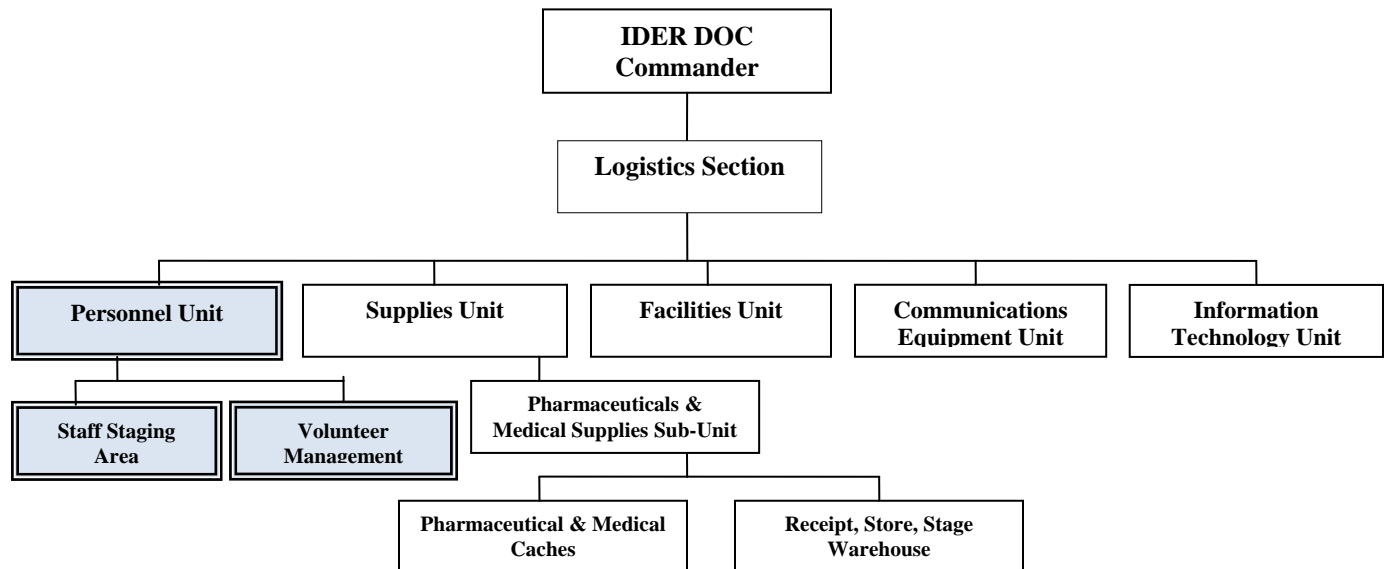 IDER DOC
Commander
Logistics Section
Personnel Unit
Supplies Unit
Facilities Unit
Communications
Equipment Unit
Information
Technology Unit
Staff Staging
Area
Volunteer
Management
Pharmaceuticals &
Medical Supplies Sub-Unit
Pharmaceutical & Medical
Caches
Receipt, Store, Stage
Warehouse